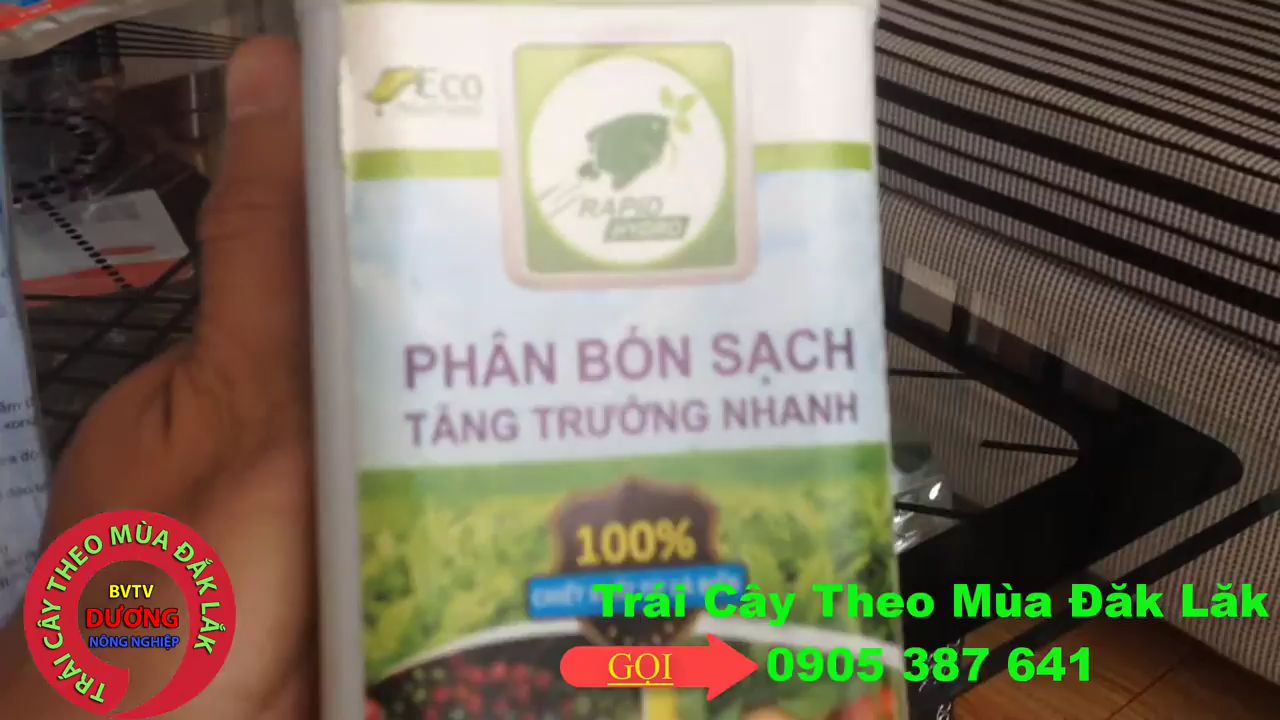 Eco
RAPID
HYDRO
PHÂN BÓN SẠCH
TĂNG TRƯỞNG NHANH
100%
TRÁI CÂY THEO MÙA ĐẮK LẮK
BVTV
DƯƠNG
NÔNG NGHIỆP
Trái Cây Theo Mùa Đăk Lăk
GỌI
0905 387 641